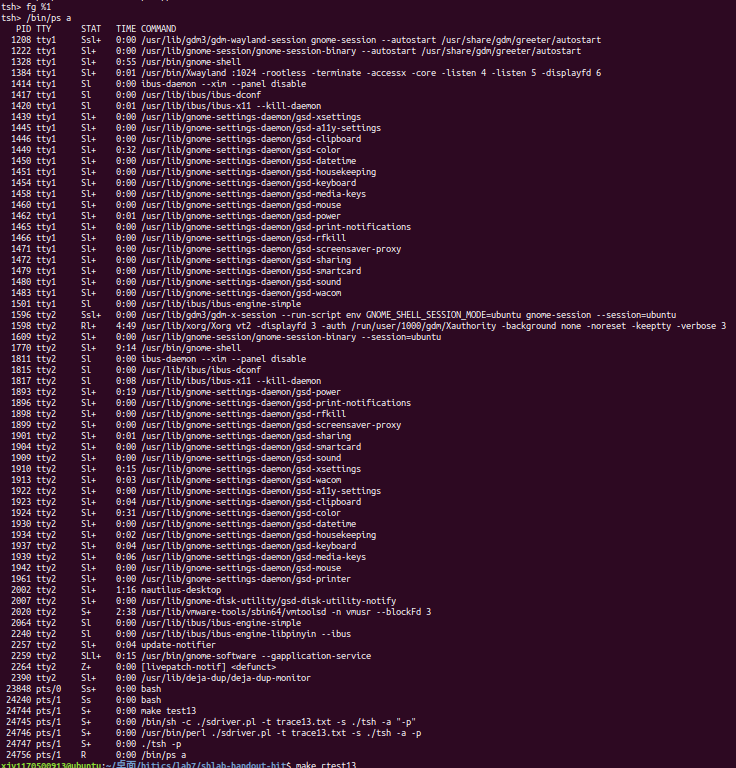 tsh> fg %1
tsh> /bin/ps a
PID TTY STAT TIME COMMAND
1208 tty1 Ssl+ 0:00 /usr/lib/gdm3/gdm-wayland-session gnome-session --autostart /usr/share/gdm/greeter/autostart
1222 tty1 Sl+ 0:00 /usr/lib/gnome-session/gnome-session-binary --autostart /usr/share/gdm/greeter/autostart
1328 tty1 Sl+ 0:55 /usr/bin/gnome-shell
1384 tty1 Sl+ 0:01 /usr/bin/Xwayland :1024 -rootless -terminate -accessx -core -listen 4 -listen 5 -displayfd 6
1414 tty1 Sl 0:00 ibus-daemon --xim --panel disable
1417 tty1 Sl 0:00 /usr/lib/ibus/ibus-dconf
1420 tty1 Sl 0:01 /usr/lib/ibus/ibus-x11 --kill-daemon
1439 tty1 Sl+ 0:00 /usr/lib/gnome-settings-daemon/gsd-xsettings
1445 tty1 Sl+ 0:00 /usr/lib/gnome-settings-daemon/gsd-a11y-settings
1446 tty1 Sl+ 0:00 /usr/lib/gnome-settings-daemon/gsd-clipboard
1449 tty1 Sl+ 0:32 /usr/lib/gnome-settings-daemon/gsd-color
1450 tty1 Sl+ 0:00 /usr/lib/gnome-settings-daemon/gsd-datetime
1451 tty1 Sl+ 0:00 /usr/lib/gnome-settings-daemon/gsd-housekeeping
1454 tty1 Sl+ 0:00 /usr/lib/gnome-settings-daemon/gsd-keyboard
1458 tty1 Sl+ 0:00 /usr/lib/gnome-settings-daemon/gsd-media-keys
1460 tty1 Sl+ 0:00 /usr/lib/gnome-settings-daemon/gsd-mouse
1462 tty1 Sl+ 0:01 /usr/lib/gnome-settings-daemon/gsd-power
1465 tty1 Sl+ 0:00 /usr/lib/gnome-settings-daemon/gsd-print-notifications
1466 tty1 Sl+ 0:00 /usr/lib/gnome-settings-daemon/gsd-rfkill
1471 tty1 Sl+ 0:00 /usr/lib/gnome-settings-daemon/gsd-screensaver-proxy
1472 tty1 Sl+ 0:00 /usr/lib/gnome-settings-daemon/gsd-sharing
1479 tty1 Sl+ 0:00 /usr/lib/gnome-settings-daemon/gsd-smartcard
1480 tty1 Sl+ 0:00 /usr/lib/gnome-settings-daemon/gsd-sound
1483 tty1 Sl+ 0:00 /usr/lib/gnome-settings-daemon/gsd-wacom
1501 tty1 Sl 0:00 /usr/lib/ibus/ibus-engine-simple
1596 tty2 Ssl+ 0:00 /usr/lib/gdm3/gdm-x-session --run-script env GNOME_SHELL_SESSION_MODE=ubuntu gnome-session --session=ubuntu
1598 tty2 Rl+ 4:49 /usr/lib/xorg/Xorg vt2 -displayfd 3 -auth /run/user/1000/gdm/Xauthority -background none -noreset -keeptty -verbose 3
1609 tty2 Sl+ 0:00 /usr/lib/gnome-session/gnome-session-binary --session=ubuntu
1770 tty2 Sl+ 9:14 /usr/bin/gnome-shell
1811 tty2 Sl 0:00 ibus-daemon --xim --panel disable
1815 tty2 Sl 0:00 /usr/lib/ibus/ibus-dconf
1817 tty2 Sl 0:08 /usr/lib/ibus/ibus-x11 --kill-daemon
1893 tty2 Sl+ 0:19 /usr/lib/gnome-settings-daemon/gsd-power
1896 tty2 Sl+ 0:00 /usr/lib/gnome-settings-daemon/gsd-print-notifications
1898 tty2 Sl+ 0:00 /usr/lib/gnome-settings-daemon/gsd-rfkill
1899 tty2 Sl+ 0:00 /usr/lib/gnome-settings-daemon/gsd-screensaver-proxy
1901 tty2 Sl+ 0:01 /usr/lib/gnome-settings-daemon/gsd-sharing
1904 tty2 Sl+ 0:00 /usr/lib/gnome-settings-daemon/gsd-smartcard
1909 tty2 Sl+ 0:00 /usr/lib/gnome-settings-daemon/gsd-sound
1910 tty2 Sl+ 0:15 /usr/lib/gnome-settings-daemon/gsd-xsettings
1913 tty2 Sl+ 0:03 /usr/lib/gnome-settings-daemon/gsd-wacom
1922 tty2 Sl+ 0:00 /usr/lib/gnome-settings-daemon/gsd-a11y-settings
1923 tty2 Sl+ 0:04 /usr/lib/gnome-settings-daemon/gsd-clipboard
1924 tty2 Sl+ 0:31 /usr/lib/gnome-settings-daemon/gsd-color
1930 tty2 Sl+ 0:00 /usr/lib/gnome-settings-daemon/gsd-datetime
1934 tty2 Sl+ 0:02 /usr/lib/gnome-settings-daemon/gsd-housekeeping
1937 tty2 Sl+ 0:04 /usr/lib/gnome-settings-daemon/gsd-keyboard
1939 tty2 Sl+ 0:06 /usr/lib/gnome-settings-daemon/gsd-media-keys
1942 tty2 Sl+ 0:00 /usr/lib/gnome-settings-daemon/gsd-mouse
1961 tty2 Sl+ 0:00 /usr/lib/gnome-settings-daemon/gsd-printer
2002 tty2 Sl+ 1:16 nautilus-desktop
2007 tty2 Sl+ 0:00 /usr/lib/gnome-disk-utility/gsd-disk-utility-notify
2020 tty2 S+ 2:38 /usr/lib/vmware-tools/sbin64/vmtoolsd -n vmusr --blockFd 3
2064 tty2 Sl 0:00 /usr/lib/ibus/ibus-engine-simple
2240 tty2 Sl 0:00 /usr/lib/ibus/ibus-engine-libpinyin --ibus
2257 tty2 Sl+ 0:04 update-notifier
2259 tty2 SLl+ 0:15 /usr/bin/gnome-software --gapplication-service
2264 tty2 Z+ 0:00 [livepatch-notif] <defunct>
2390 tty2 Sl+ 0:00 /usr/lib/deja-dup/deja-dup-monitor
23848 pts/0 Ss+ 0:00 bash
24240 pts/1 Ss 0:00 bash
24744 pts/1 S+ 0:00 make test13
24745 pts/1 S+ 0:00 /bin/sh -c ./sdriver.pl -t trace13.txt -s ./tsh -a "-p"
24746 pts/1 S+ 0:00 /usr/bin/perl ./sdriver.pl -t trace13.txt -s ./tsh -a -p
24747 pts/1 S+ 0:00 ./tsh -p
24756 pts/1 R 0:00 /bin/ps a
xjy1170500913@ubuntu:~/桌面/hitics/lab7/shlab-handout-hit$ make rtest13